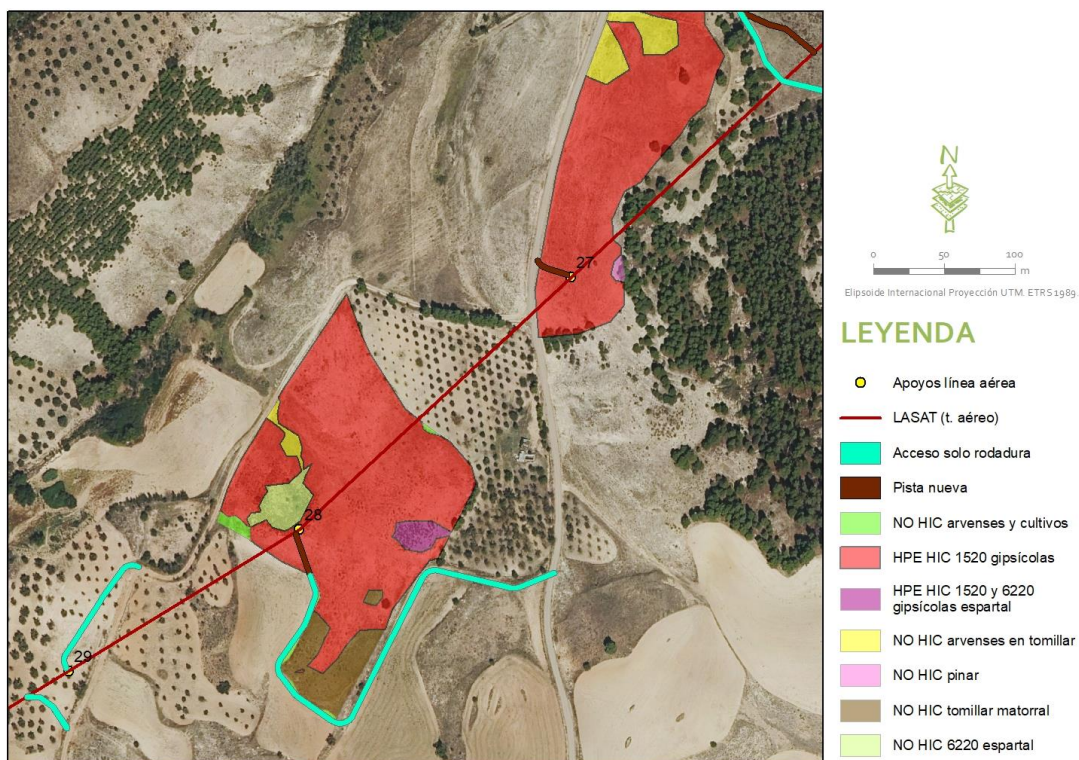 27
28
29
N
0 50 100
m
Elipsoide Internacional Proyección UTM. ETRS1989.
LEYENDA
Apoyos línea aérea
LASAT (t. aéreo)
Acceso solo rodadura
Pista nueva
NO HIC arvenses y cultivos
HPE HIC 1520 gipsícolas
HPE HIC 1520 y 6220
gipsícolas espartal
NO HIC arvenses en tomillar
NO HIC pinar
NO HIC tomillar matorral
NO HIC 6220 espartal